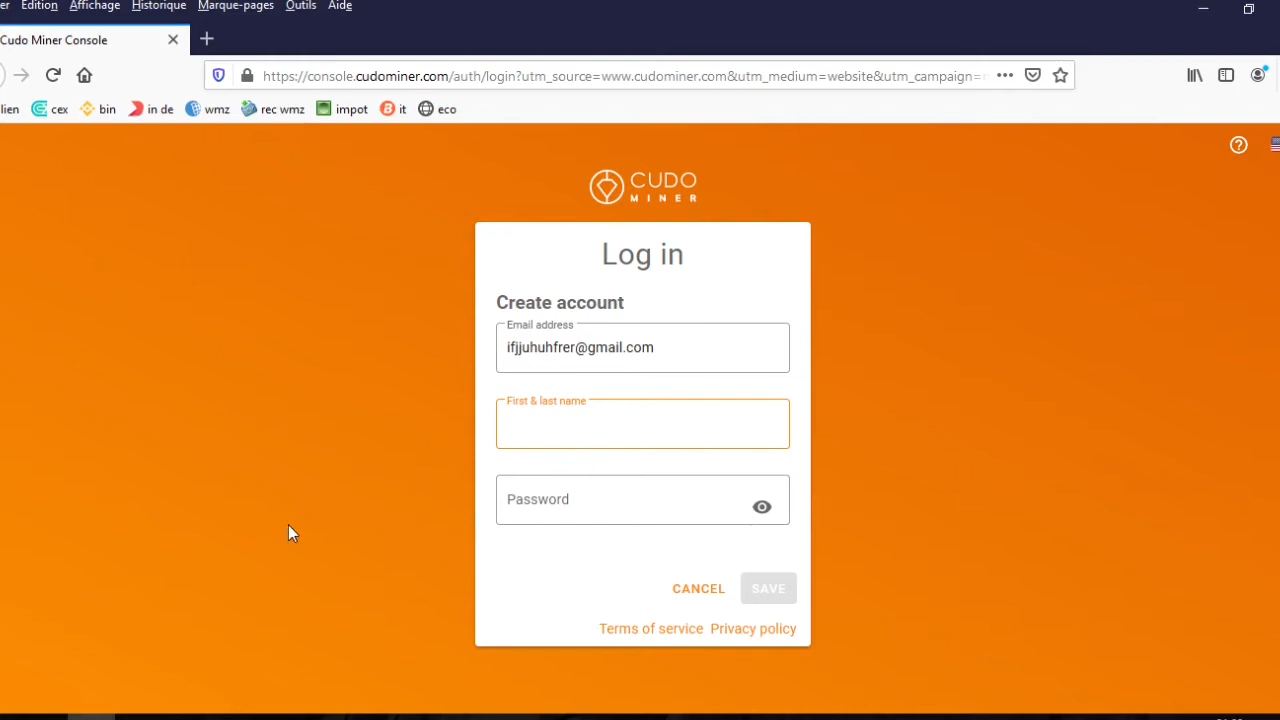 er Edition Affichage Historique Marque-pages Outils Aide
Cudo Miner Console
https://console.cudominer.com/auth/login?utm_source=www.cudominer.com&utm_medium=website&utm_campaign=
lien cex bin in de wmz rec wmz impot it eco
CUDO
MINER
Log in
Create account
Email address
ifjjuhuhfrer@gmail.com
First & last name
Password
CANCEL SAVE
Terms of service Privacy policy